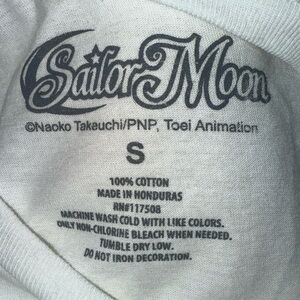 Sailor Moon
©Naoko Takeuchi/PNP, Toei Animation
S
100% COTTON
MADE IN HONDURAS
RN#117508
MACHINE WASH COLD WITH LIKE COLORS.
ONLY NON-CHLORINE BLEACH WHEN NEEDED.
TUMBLE DRY LOW.
DO NOT IRON DECORATION.